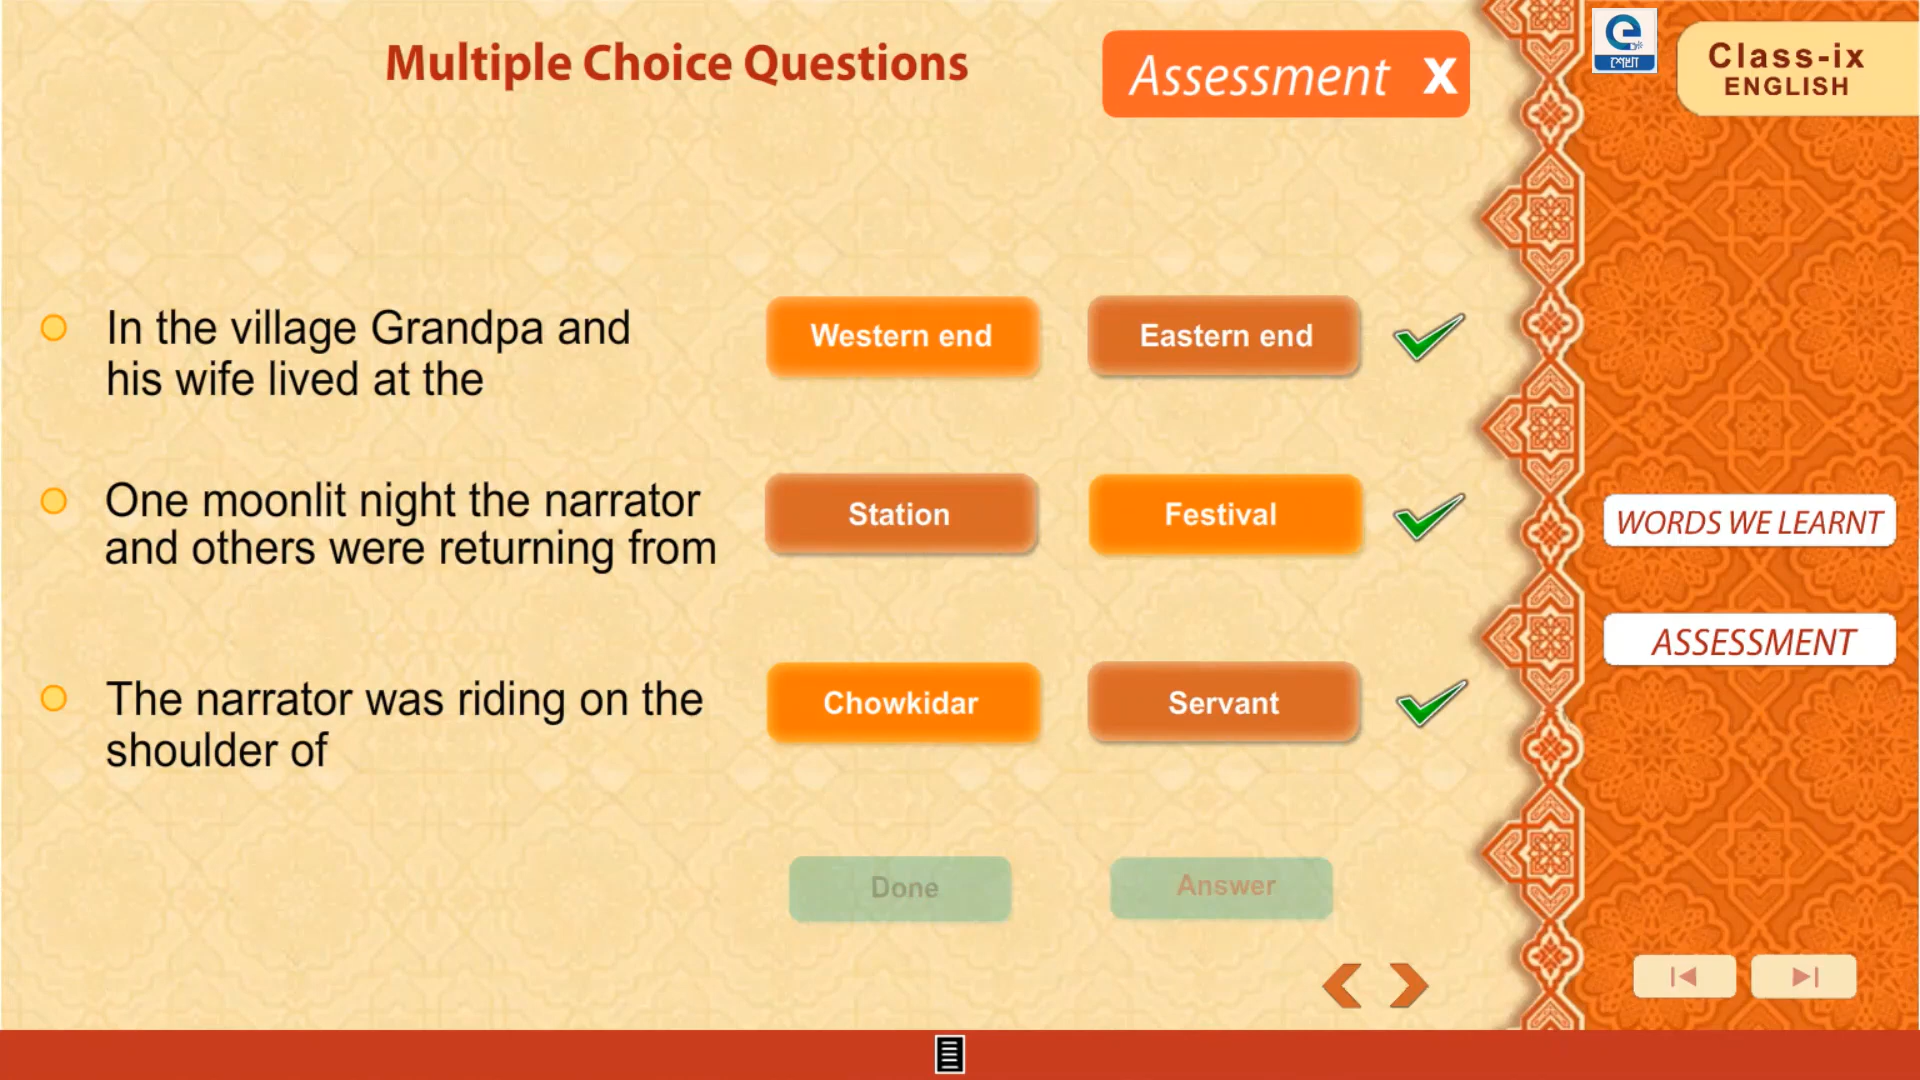 Multiple Choice Questions
Assessment X
e
শেখা
Class-ix
ENGLISH
In the village Grandpa and
his wife lived at the
Western end
Eastern end
One moonlit night the narrator
and others were returning from
Station
Festival
WORDS WE LEARNT
ASSESSMENT
The narrator was riding on the
shoulder of
Chowkidar
Servant
Done
Answer